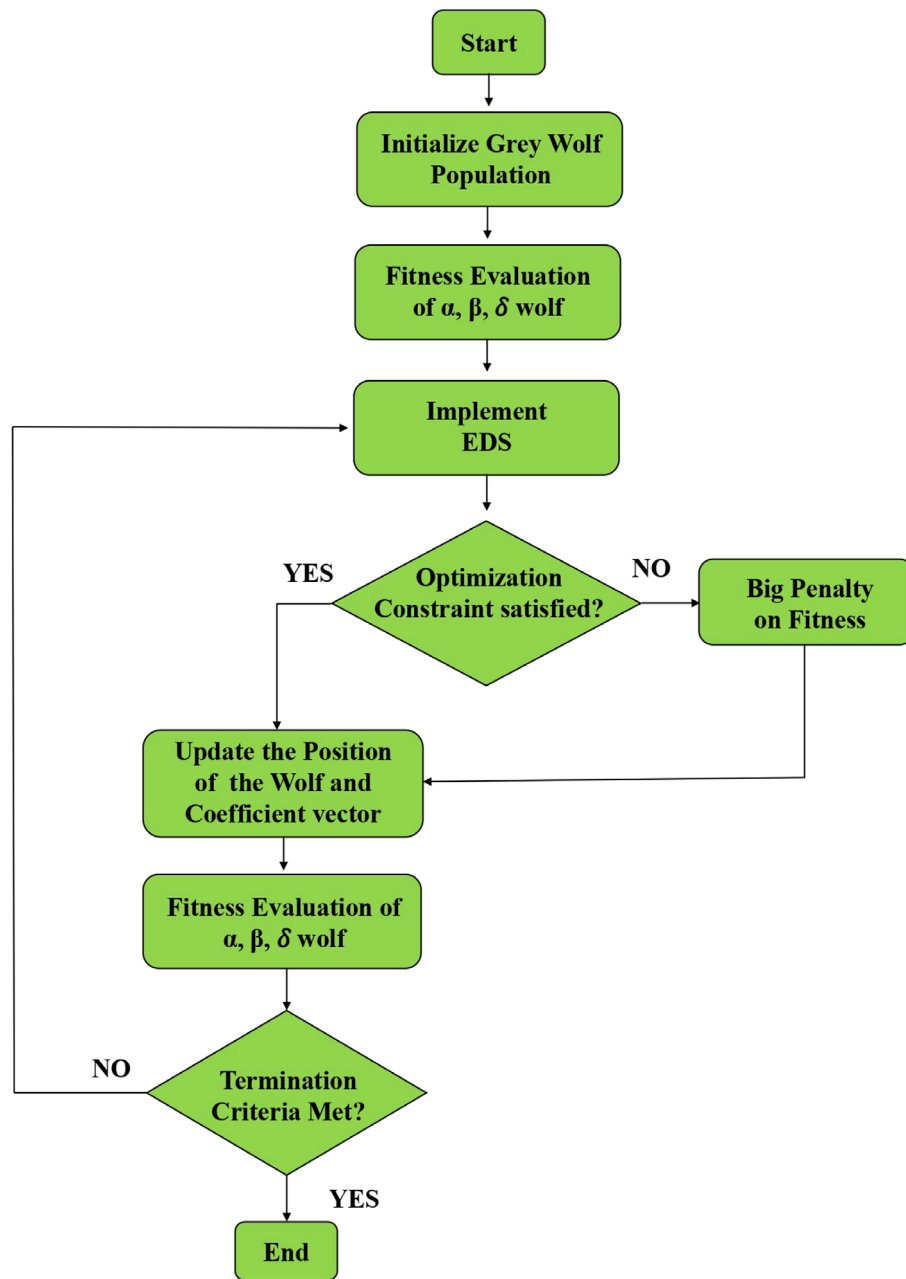 Start
Initialize Grey Wolf
Population
Fitness Evaluation
of α, β, δ wolf
Implement
EDS
YES
Optimization
Constraint satisfied?
NO
Big Penalty
on Fitness
Update the Position
of the Wolf and
Coefficient vector
Fitness Evaluation of
α, β, δ wolf
NO
Termination
Criteria Met?
YES
End